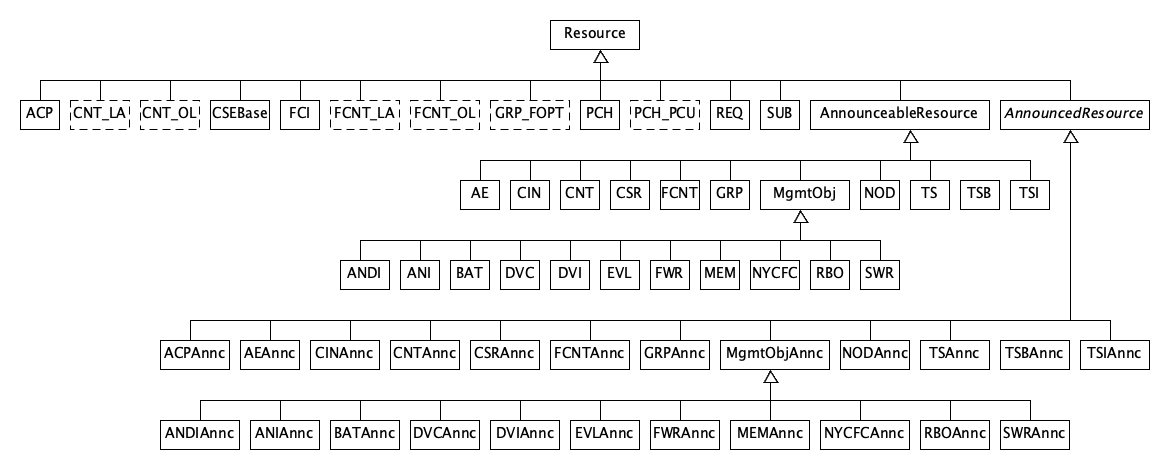 Resource
ACP CNT_LA CNT_OL CSEBase FCI FCNT_LA FCNT_OL GRP_FOPT PCH PCH_PCU REQ SUB AnnounceableResource AnnouncedResource
AE CIN CNT CSR FCNT GRP MgmtObj NOD TS TSB TSI
ANDI ANI BAT DVC DVI EVL FWR MEM NYCFC RBO SWR
ACPAnnc AEAnnc CINAnnc CNTAnnc CSRAnnc FCNTAnnc GRPAnnc MgmtObjAnnc NODAnnc TSAnnc TSBAnnc TSIAnnc
ANDIAnnc ANIAnnc BATAnnc DVCAnnc DVIAnnc EVLAnnc FWRAnnc MEMAnnc NYCFCAnnc RBOAnnc SWRAnnc